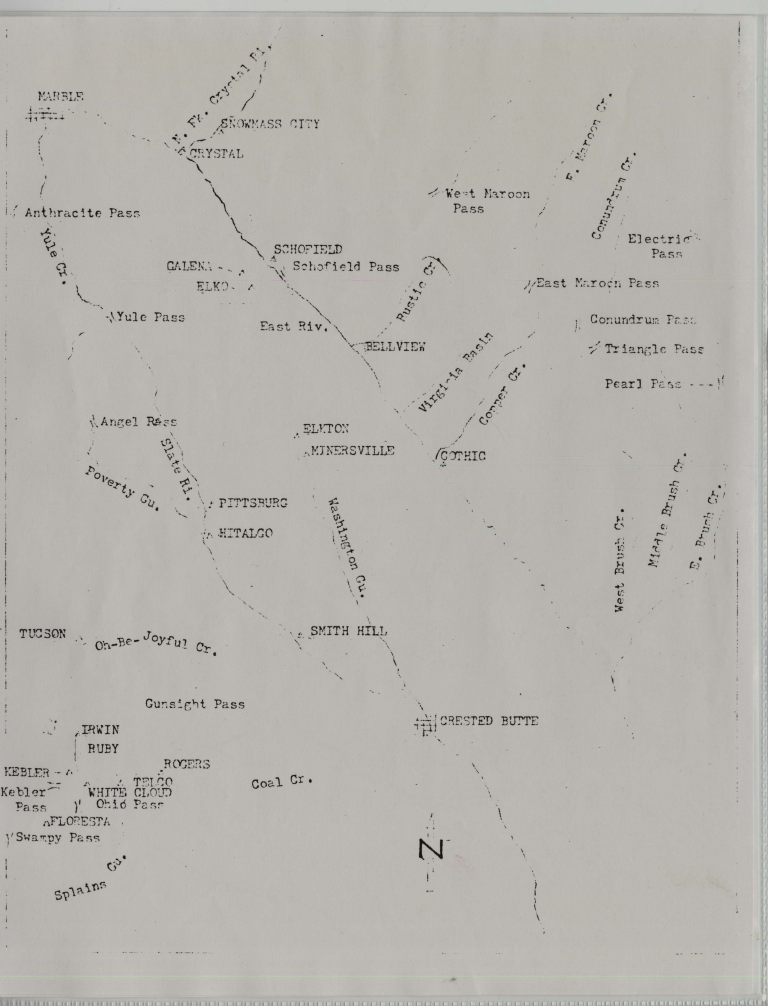 MARBLE
N. Fk. Crystal Ri.
SNOWMASS CITY
CRYSTAL
E. Maroon Cr.
Conundrum Cr.
West Maroon
Pass
Anthracite Pass
Yule Cr.
Electric
Pass
SCHOFIELD
GALENA
Schofield Pass
ELKO
Rustic Cr.
East Maroon Pass
Yule Pass
East Riv.
Conundrum Pass
BELLVIEW
Triangle Pass
Virginia Basin
Copper Cr.
Pearl Pass
Angel Pass
ELKTON
MINERSVILLE
GOTHIC
Slate Ri.
Poverty Gu.
PITTSBURG
HITALGO
Washington Gu.
West Brush Cr.
Middle Brush Cr.
E. Brush Cr.
TUCSON
Oh-Be-Joyful Cr.
SMITH HILL
Gunsight Pass
CRESTED BUTTE
IRWIN
RUBY
ROGERS
KEBLER
TELCO
Coal Cr.
Kebler
Pass
WHITE CLOUD
Ohio Pass
FLORESTA
Swampy Pass
Splains Gu.
N